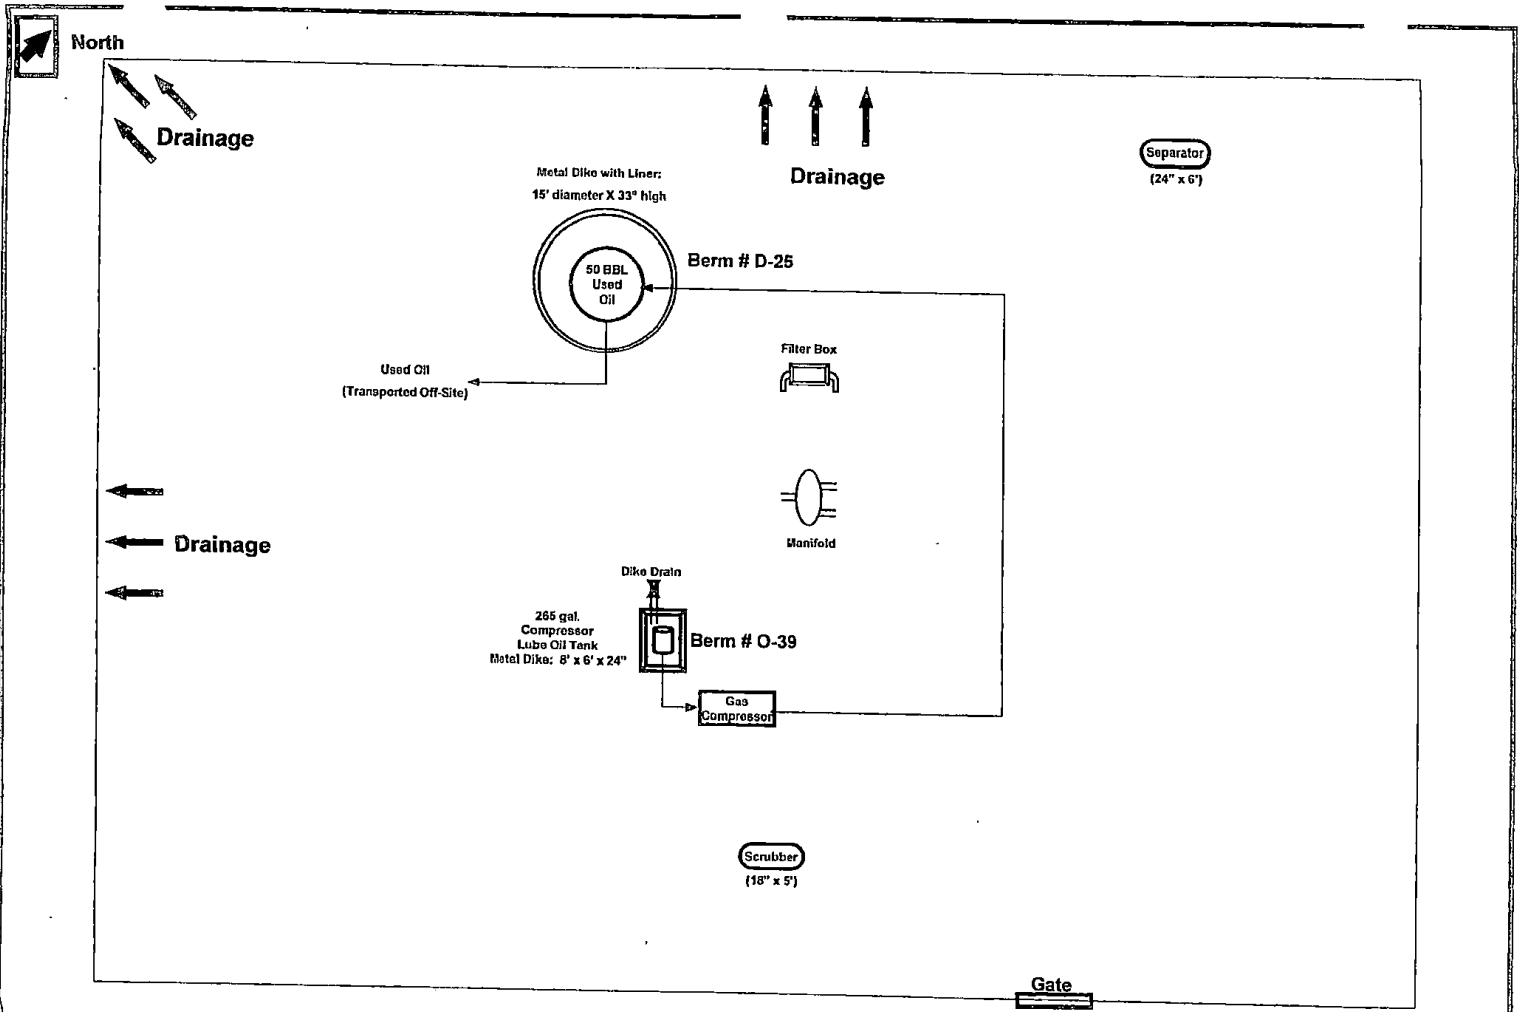 North
Drainage
Drainage
Separator
(24" x 6')
Metal Dike with Liner:
15' diameter X 33" high
Berm # D-25
50 BBL
Used
Oil
Filter Box
Used Oil
(Transported Off-Site)
Manifold
Drainage
Dike Drain
265 gal.
Compressor
Lube Oil Tank
Metal Dike: 8' x 6' x 24"
Berm # O-39
Gas
Compressor
Scrubber
(18" x 5')
Gate